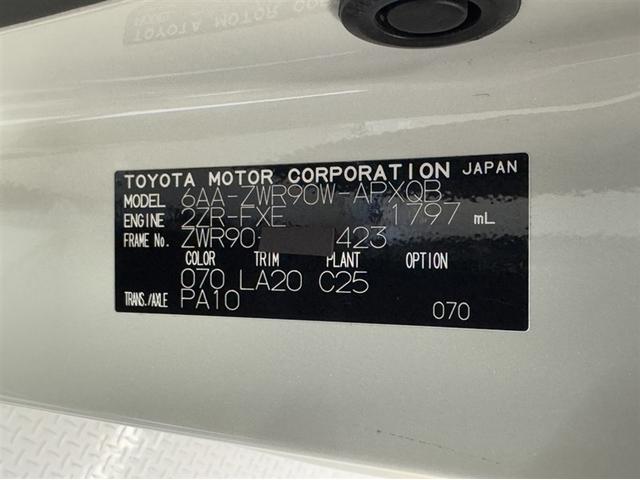 TOYOTA MOTOR CORPORATION JAPAN
MODEL 6AA-ZWR90W-APXQB
ENGINE 2ZR-FXE 1797 mL
FRAME No. ZWR90 423
COLOR TRIM PLANT OPTION
070 LA20 C25
TRANS./AXLE PA10
070